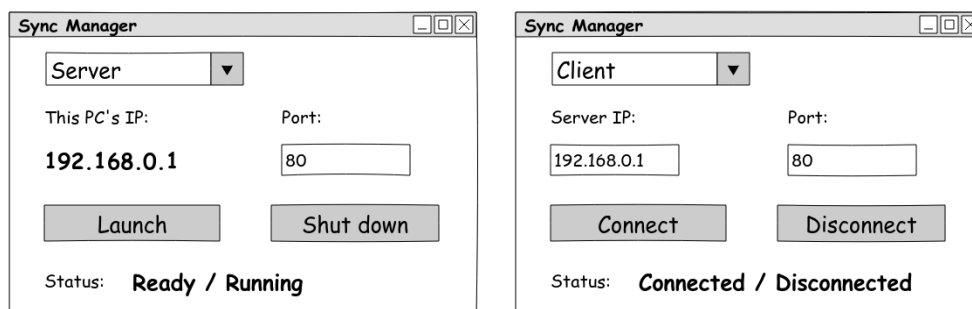 Sync Manager
Server
This PC's IP: Port:
192.168.0.1 80
Launch Shut down
Status: Ready / Running
Sync Manager
Client
Server IP: Port:
192.168.0.1 80
Connect Disconnect
Status: Connected / Disconnected